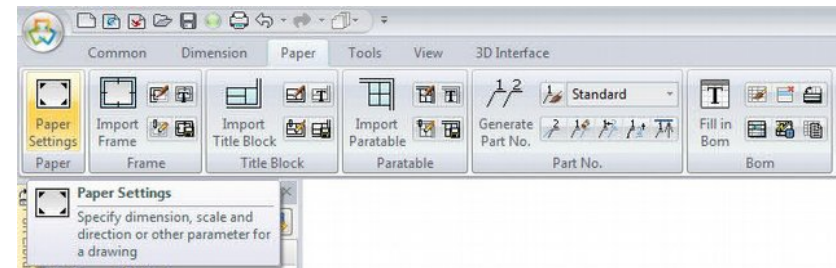 Common Dimension Paper Tools View 3D Interface
Paper Settings
Import Frame
Import Title Block
Import Paratable
1 2
Generate Part No.
Standard
T
Fill in Bom
Paper Frame Title Block Paratable Part No. Bom
Paper Settings
Specify dimension, scale and
direction or other parameter for
a drawing